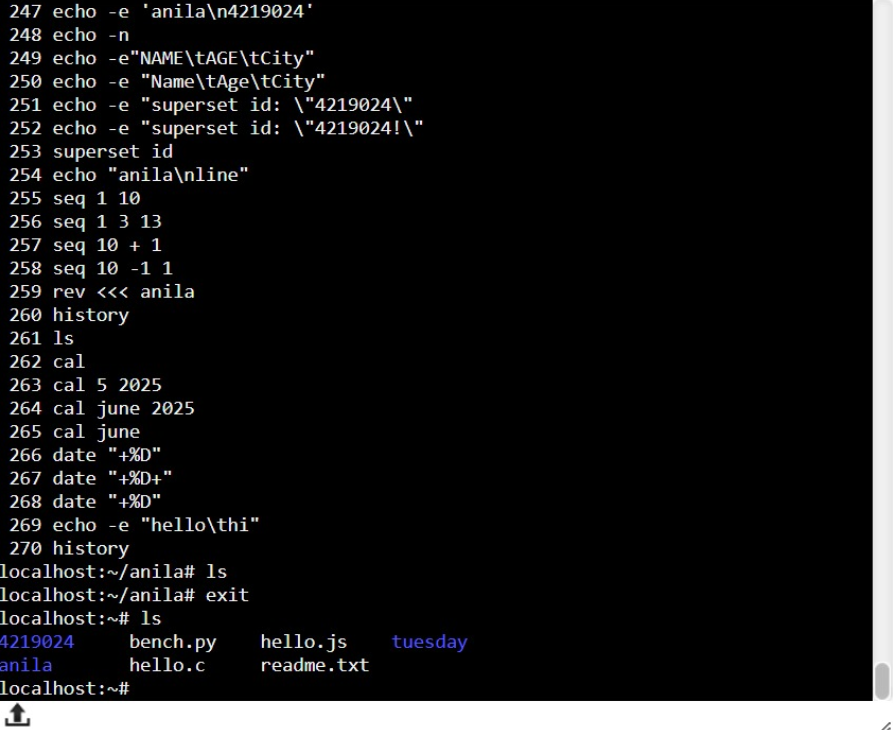 247 echo -e 'anila\n4219024'
248 echo -n
249 echo -e"NAME\tAGE\tCity"
250 echo -e "Name\tAge\tCity"
251 echo -e "superset id: \"4219024\"
252 echo -e "superset id: \"4219024!\"
253 superset id
254 echo "anila\nline"
255 seq 1 10
256 seq 1 3 13
257 seq 10 + 1
258 seq 10 -1 1
259 rev <<< anila
260 history
261 ls
262 cal
263 cal 5 2025
264 cal june 2025
265 cal june
266 date "+%D"
267 date "+%D+"
268 date "+%D"
269 echo -e "hello\thi"
270 history
localhost:~/anila# ls
localhost:~/anila# exit
localhost:~# ls
4219024 bench.py hello.js tuesday
anila hello.c readme.txt
localhost:~#